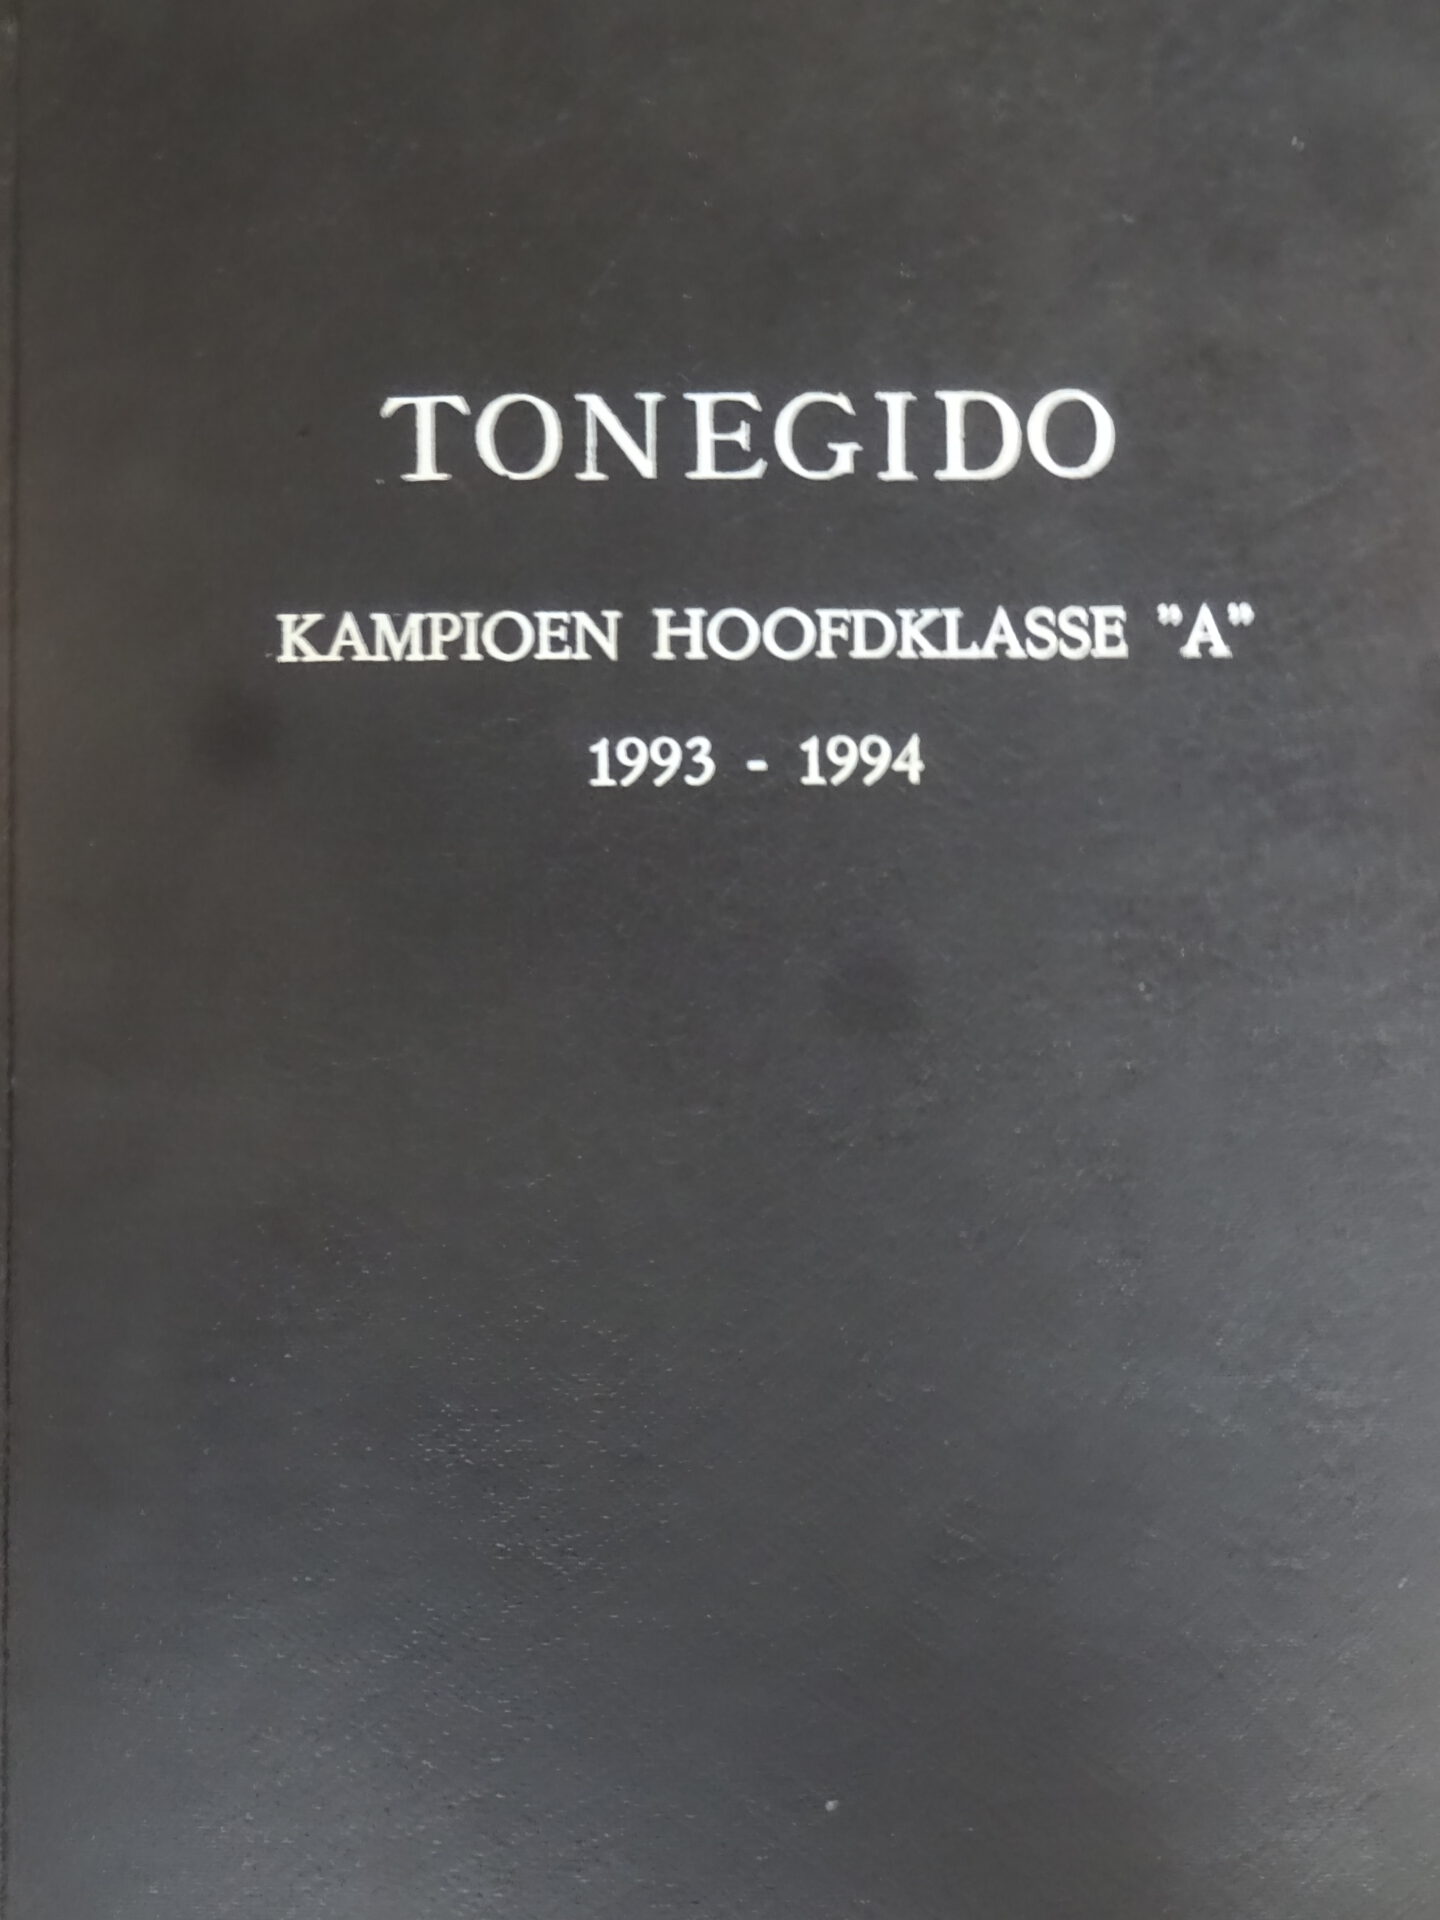 TONEGIDO
KAMPIOEN HOOFDKLASSE "A"
1993 - 1994